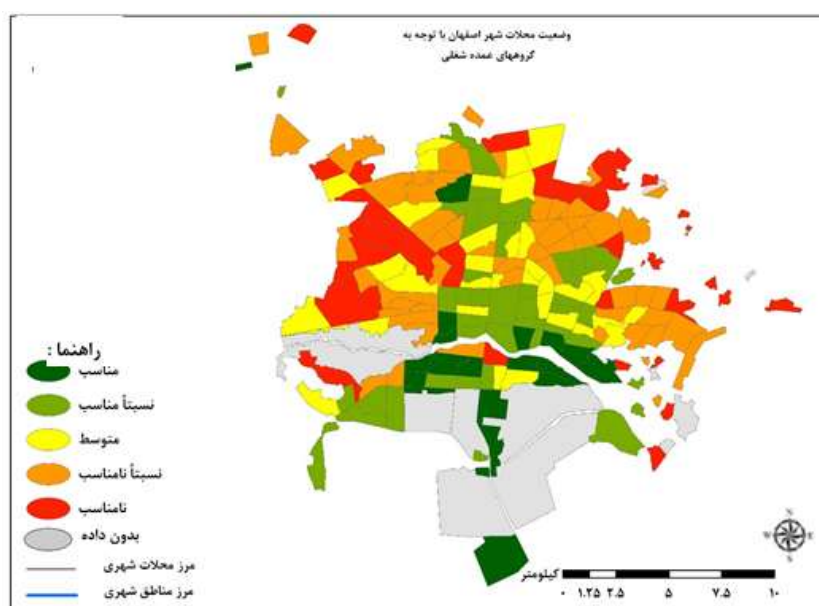 وضعیت محلات شهر اصفهان با توجه به
گروههای عمده شغلی
راهنما :
مناسب
نسبتاً مناسب
متوسط
نسبتاً نامناسب
نامناسب
بدون داده
مرز محلات شهری
مرز مناطق شهری
کیلومتر
۰ ۱.۲۵ ۲.۵ ۵ ۷.۵ ۱۰